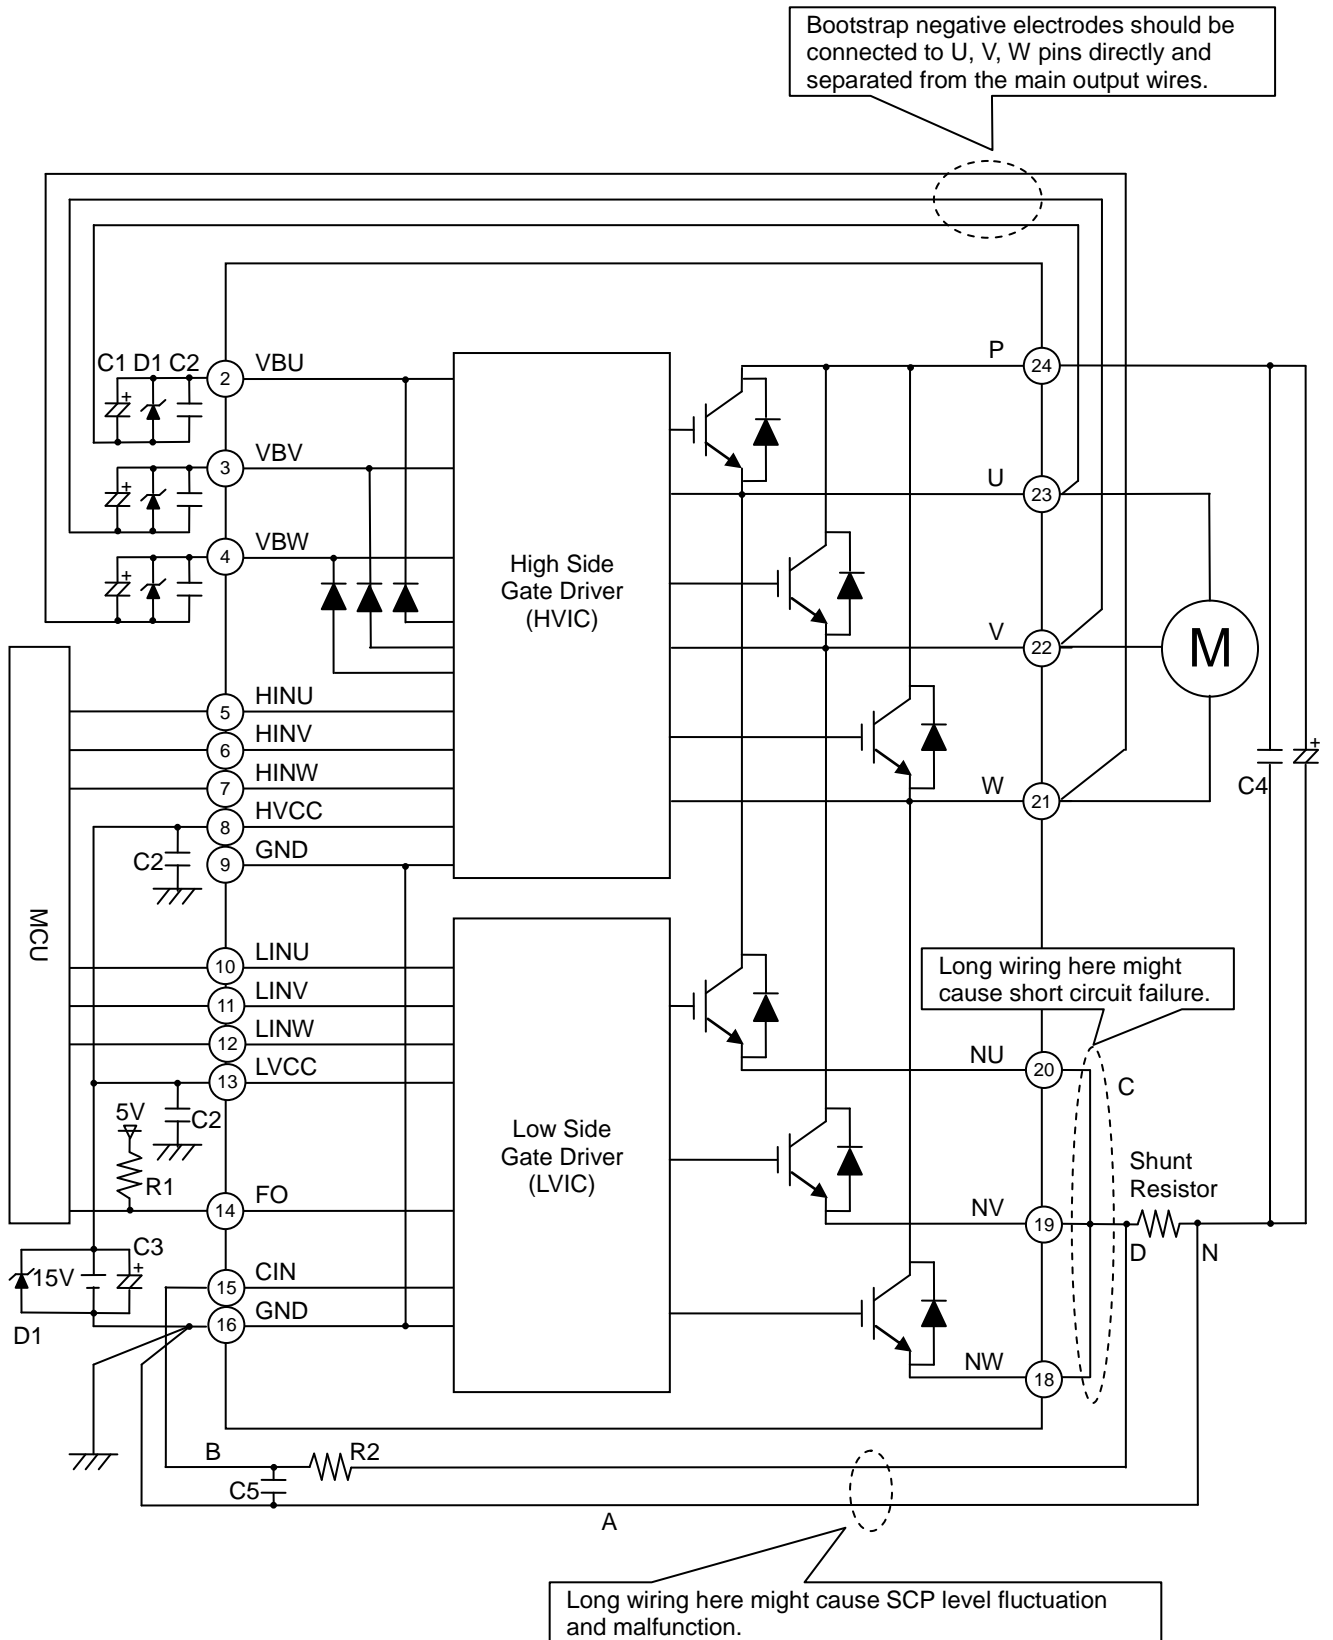 Bootstrap negative electrodes should be
connected to U, V, W pins directly and
separated from the main output wires.
C1 D1 C2
+
2
VBU
P
24
3
VBV
+
U
23
4
VBW
+
High Side
Gate Driver
(HVIC)
V
22
M
5
HINU
6
HINV
7
HINW
8
HVCC
9
GND
C2
W
21
+
C4
MCU
10
LINU
11
LINV
12
LINW
13
LVCC
Long wiring here might
cause short circuit failure.
NU
20
C
5V
C2
R1
Low Side
Gate Driver
(LVIC)
Shunt
Resistor
14
FO
NV
19
D
N
C3
+
15V
D1
15
CIN
16
GND
NW
18
B
R2
C5
A
Long wiring here might cause SCP level fluctuation
and malfunction.